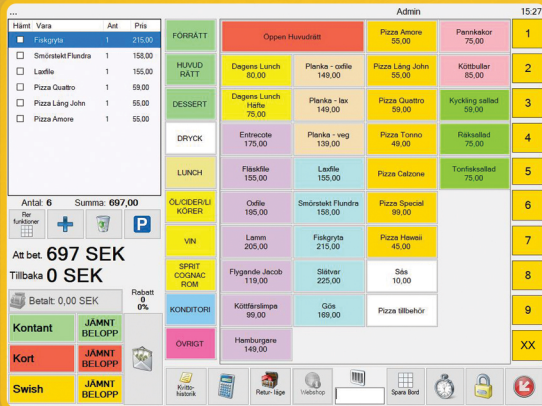 ...
Admin
15:27
Hämt Vara Ant Pris
Fiskgryta 1 215,00
Smörstekt Flundra 1 158,00
Laxfile 1 155,00
Pizza Quattro 1 59,00
Pizza Lång John 1 55,00
Pizza Amore 1 55,00
Antal: 6 Summa: 697,00
Fler
funktioner
P
Att bet. 697 SEK
Tillbaka 0 SEK
Betalt: 0,00 SEK
Rabatt
0
0%
Kontant
JÄMNT
BELOPP
Kort
JÄMNT
BELOPP
Swish
JÄMNT
BELOPP
FÖRRÄTT
HUVUD
RÄTT
DESSERT
DRYCK
LUNCH
ÖL/CIDER/LI
KÖRER
VIN
SPRIT
COGNAC
ROM
KONDITORI
ÖVRIGT
Öppen Huvudrätt
Pizza Amore
55,00
Pannkakor
75,00
Dagens Lunch
80,00
Planka - oxfile
149,00
Pizza Lång John
55,00
Köttbullar
85,00
Dagens Lunch
Häfte
75,00
Planka - lax
149,00
Pizza Quattro
59,00
Kyckling sallad
59,00
Entrecote
175,00
Planka - veg
139,00
Pizza Tonno
49,00
Räksallad
75,00
Fläskfile
155,00
Laxfile
155,00
Pizza Calzone
Tonfisksallad
75,00
Oxfile
195,00
Smörstekt Flundra
158,00
Pizza Special
99,00
Lamm
205,00
Fiskgryta
215,00
Pizza Hawaii
45,00
Flygande Jacob
119,00
Slätvar
225,00
Sås
10,00
Köttfärslimpa
99,00
Gös
169,00
Pizza tillbehör
Hamburgare
149,00
1
2
3
4
5
6
7
8
9
XX
Kvitto-
historik
Retur- läge
Webshop
Spara Bord